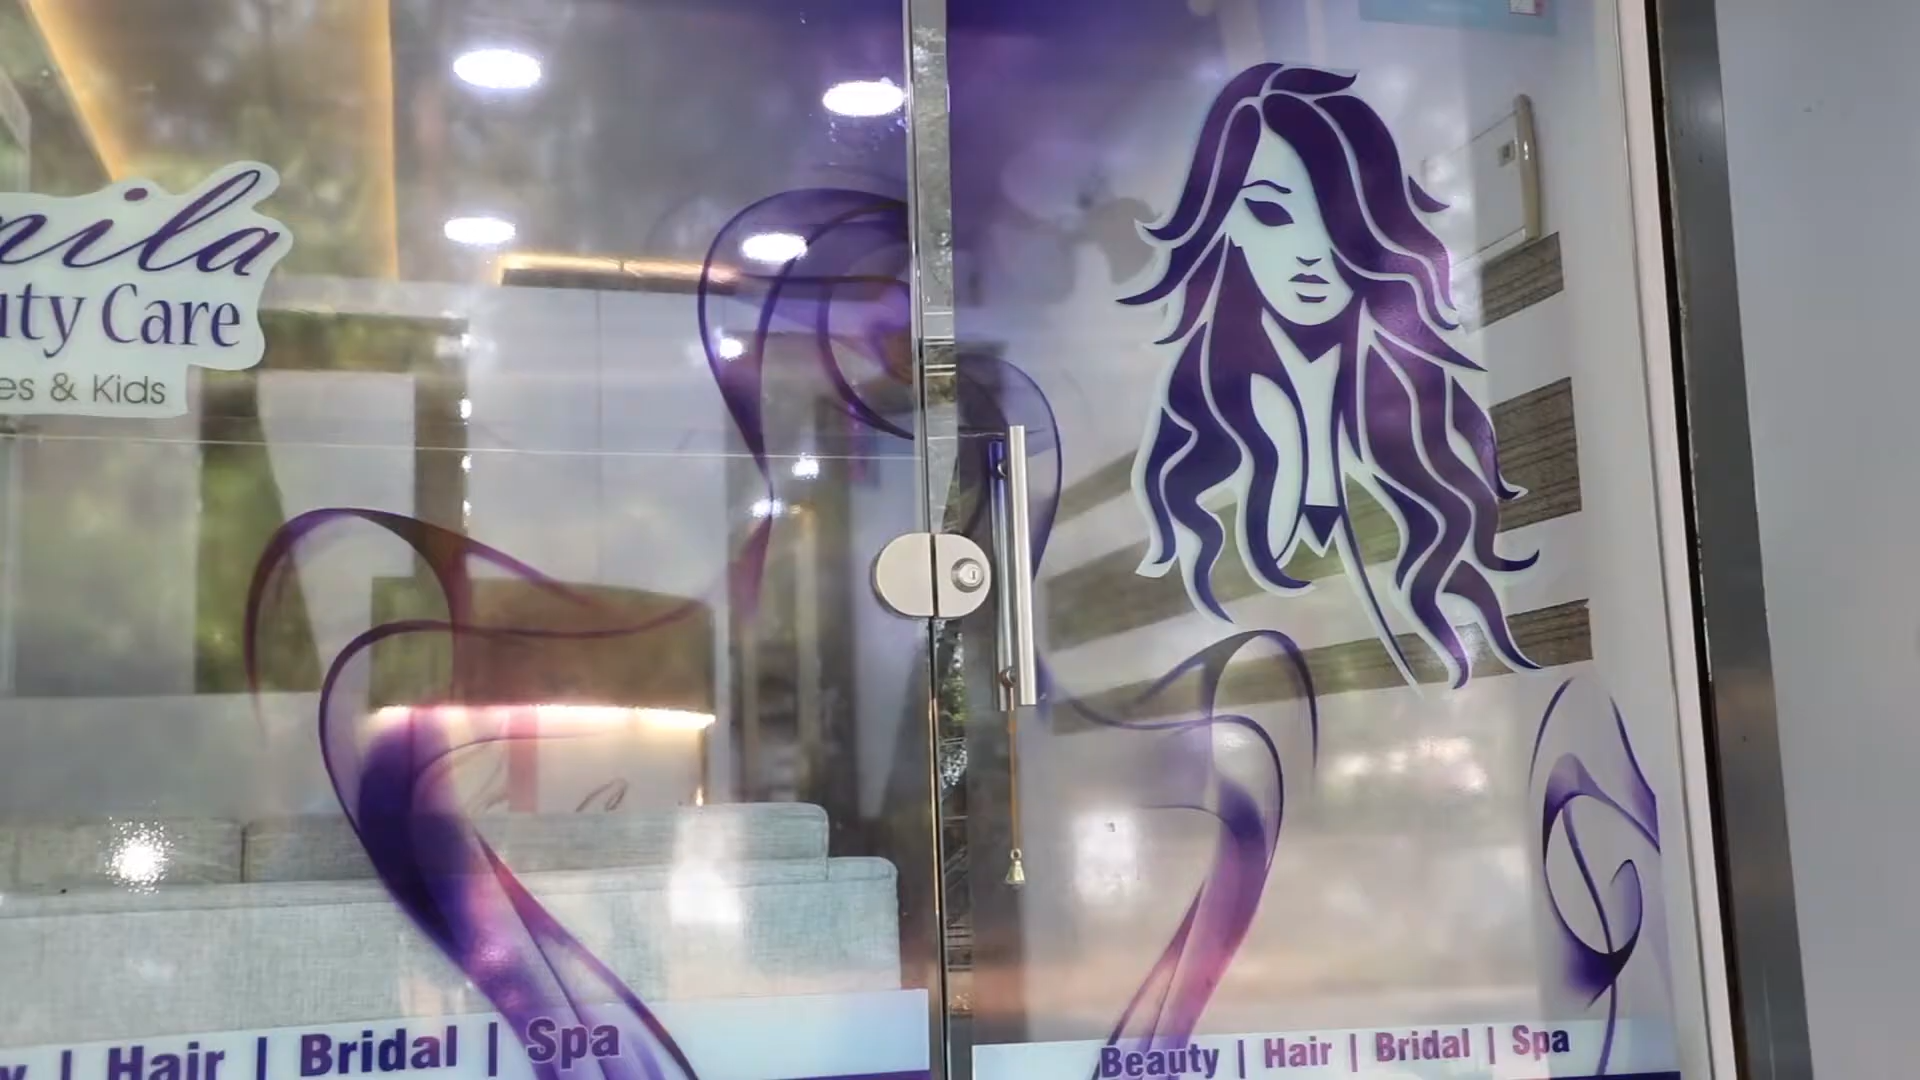 nila
uty Care
es & Kids
y | Hair | Bridal | Spa
Beauty | Hair | Bridal | Spa